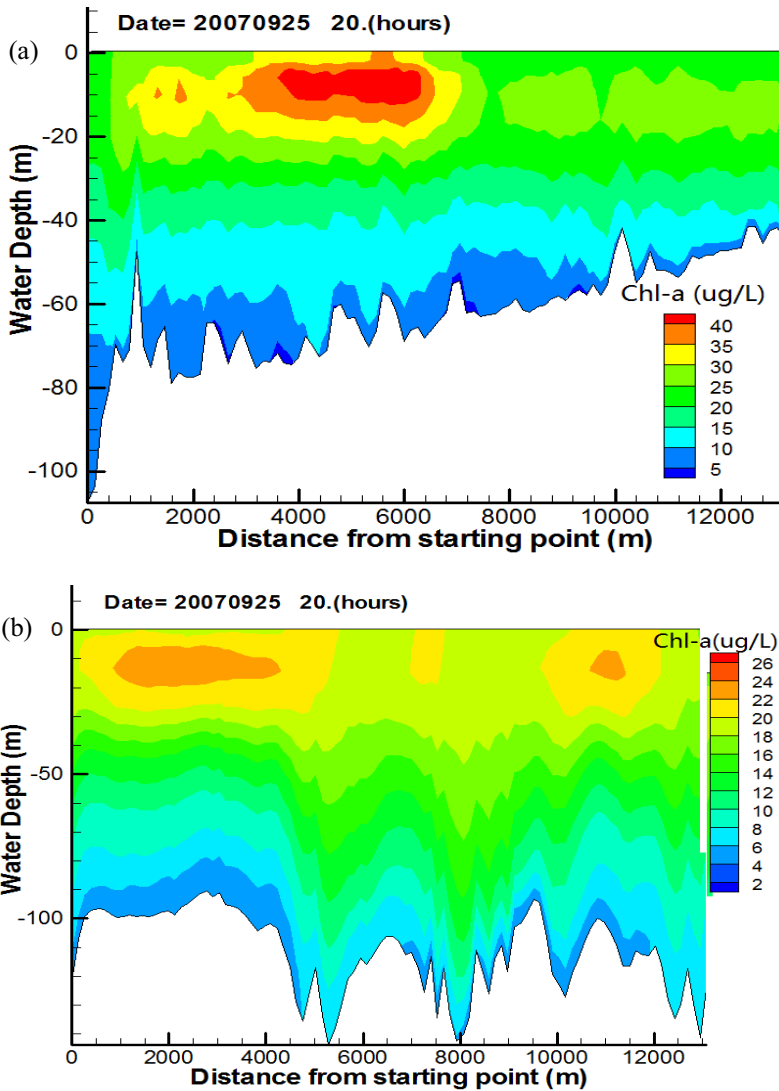 Date= 20070925 20.(hours)
(a)
0
-20
-40
-60
-80
-100
Water Depth (m)
Chl-a (ug/L)
40
35
30
25
20
15
10
5
0 2000 4000 6000 8000 10000 12000
Distance from starting point (m)
Date= 20070925 20.(hours)
(b)
0
-50
-100
Water Depth (m)
Chl-a(ug/L)
26
24
22
20
18
16
14
12
10
8
6
4
2
0 2000 4000 6000 8000 10000 12000
Distance from starting point (m)